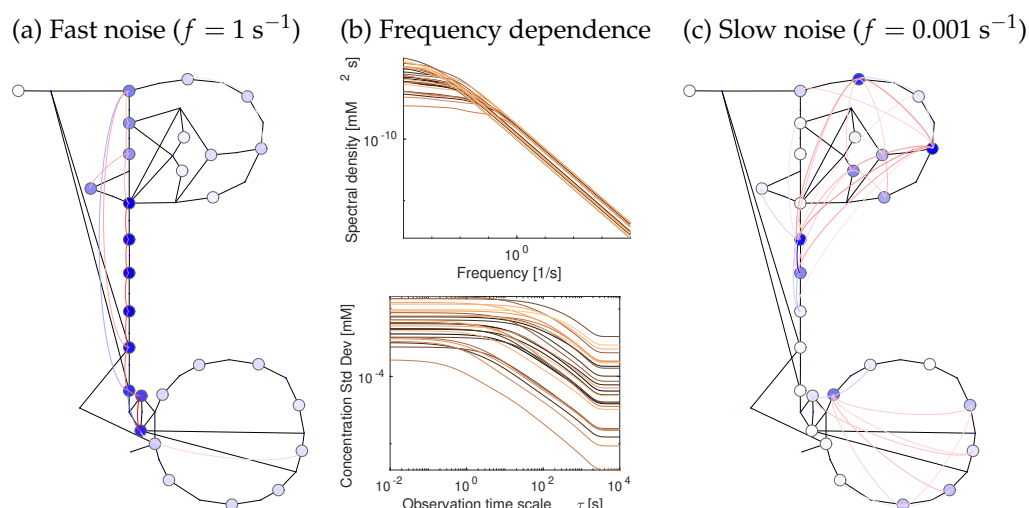 (a) Fast noise (f = 1 s⁻¹)
(b) Frequency dependence
(c) Slow noise (f = 0.001 s⁻¹)
Spectral density [mM² s]
10⁻¹⁰
10⁰
Frequency [1/s]
Concentration Std Dev [mM]
10⁻⁴
10⁻² 10⁰ 10² 10⁴
Observation time scale τ [s]